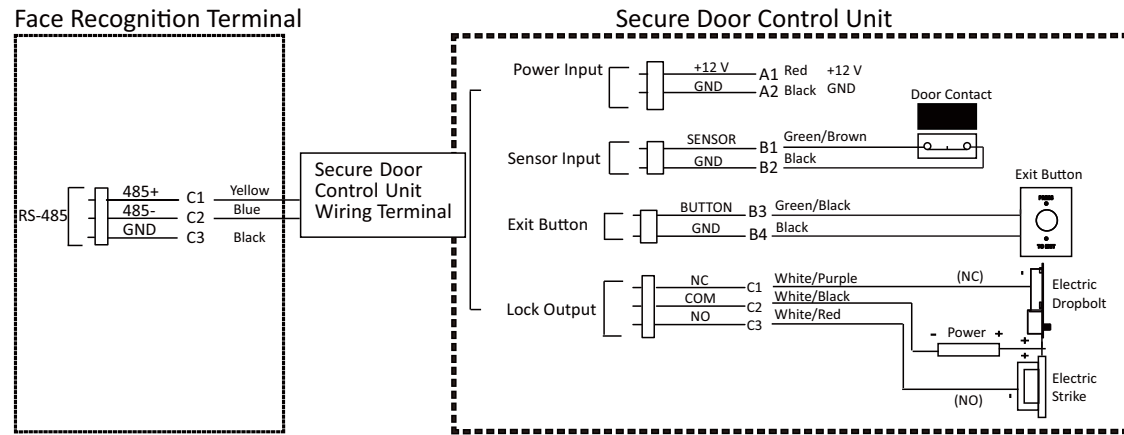 Face Recognition Terminal
Secure Door Control Unit
Power Input
+12 V
A1 Red +12 V
GND
A2 Black GND
Door Contact
Sensor Input
SENSOR
B1
Green/Brown
GND
B2
Black
Secure Door
Control Unit
Wiring Terminal
RS-485
485+
C1
Yellow
485-
C2
Blue
GND
C3
Black
Exit Button
BUTTON
B3
Green/Black
GND
B4
Black
Exit Button
PRESS
TO EXIT
Lock Output
NC
C1
White/Purple
(NC)
-
Electric
Dropbolt
COM
C2
White/Black
NO
C3
White/Red
- Power +
+
+
Electric
Strike
-
(NO)